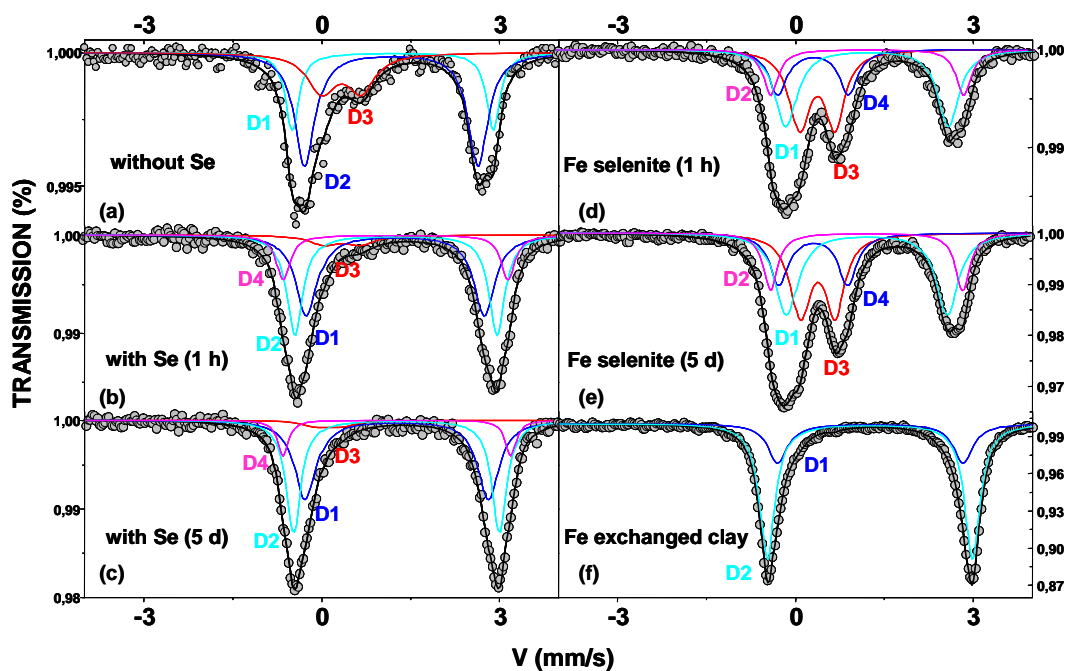 -3 0 3 -3 0 3
TRANSMISSION (%)
1,000
0,995
D1
D2
D3
without Se
(a)
1,00
0,99
D4
D3
D2
D1
with Se (1 h)
(b)
1,00
0,99
0,98
D4
D3
D2
D1
with Se (5 d)
(c)
1,00
0,99
D2
D4
D1
D3
Fe selenite (1 h)
(d)
1,00
0,99
0,98
0,97
D2
D4
D1
D3
Fe selenite (5 d)
(e)
0,99
0,96
0,93
0,90
0,87
D1
Fe exchanged clay
D2
(f)
-3 0 3 -3 0 3
V (mm/s)